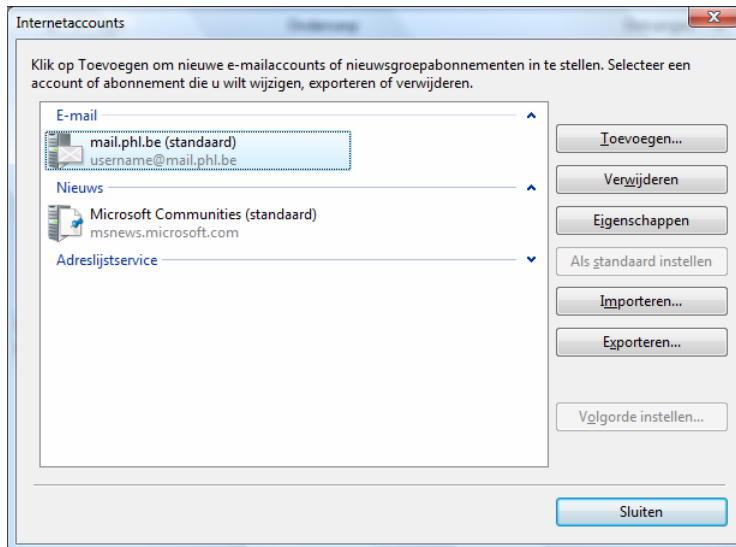 Internetaccounts
Klik op Toevoegen om nieuwe e-mailaccounts of nieuwsgroepabonnementen in te stellen. Selecteer een
account of abonnement die u wilt wijzigen, exporteren of verwijderen.
E-mail
mail.phl.be (standaard)
username@mail.phl.be
Nieuws
Microsoft Communities (standaard)
msnews.microsoft.com
Adreslijstservice
Toevoegen...
Verwijderen
Eigenschappen
Als standaard instellen
Importeren...
Exporteren...
Volgorde instellen...
Sluiten